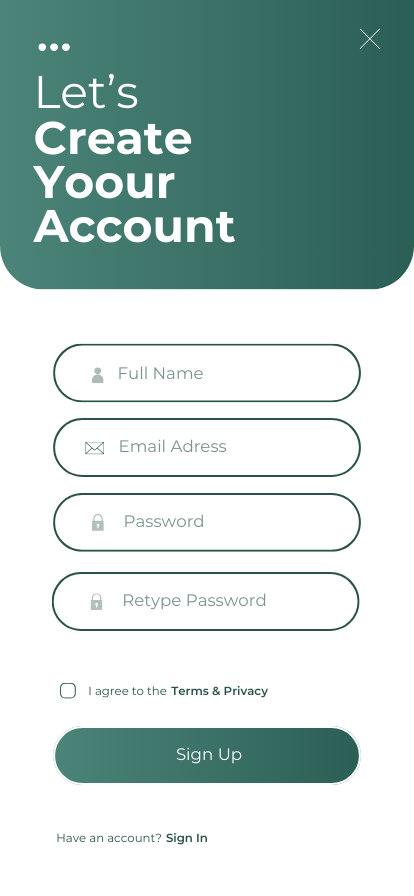 Let's
Create
Yoour
Account
Full Name
Email Adress
Password
Retype Password
I agree to the Terms & Privacy
Sign Up
Have an account? Sign In